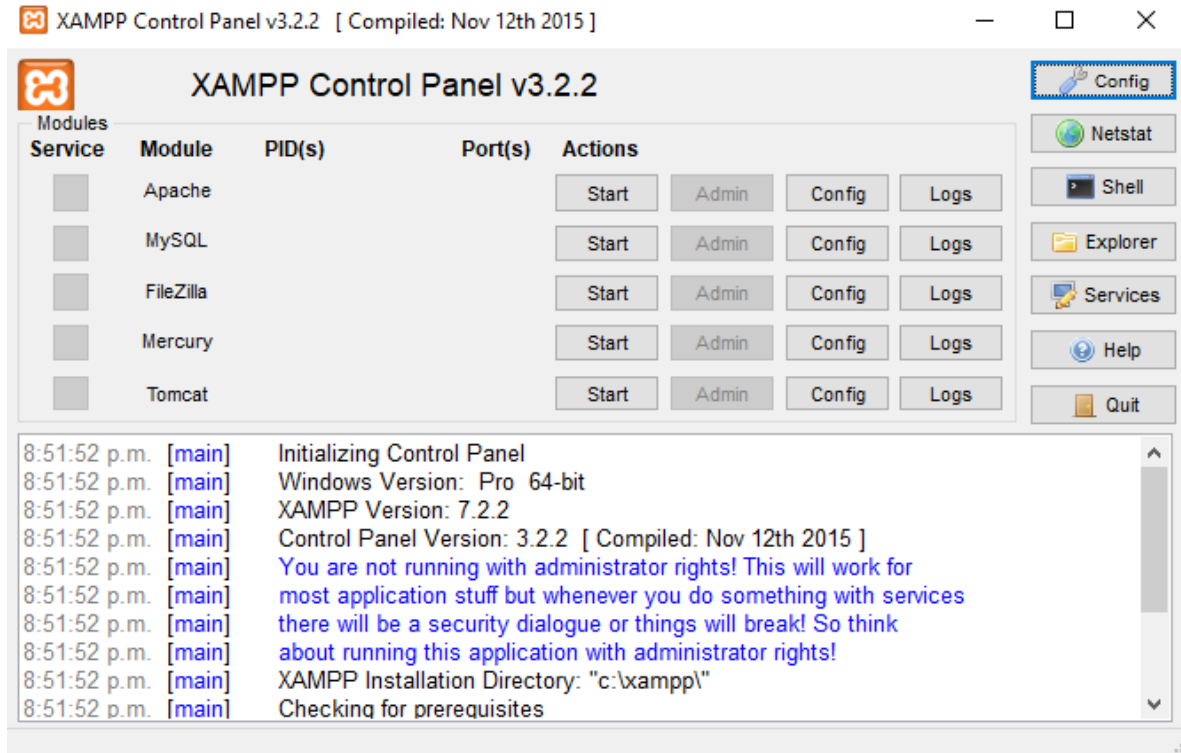 XAMPP Control Panel v3.2.2 [ Compiled: Nov 12th 2015 ]
XAMPP Control Panel v3.2.2
Config
Modules
Service Module PID(s) Port(s) Actions
Netstat
Apache Start Admin Config Logs
Shell
MySQL Start Admin Config Logs
Explorer
FileZilla Start Admin Config Logs
Services
Mercury Start Admin Config Logs
Help
Tomcat Start Admin Config Logs
Quit
8:51:52 p.m. [main] Initializing Control Panel
8:51:52 p.m. [main] Windows Version: Pro 64-bit
8:51:52 p.m. [main] XAMPP Version: 7.2.2
8:51:52 p.m. [main] Control Panel Version: 3.2.2 [ Compiled: Nov 12th 2015 ]
8:51:52 p.m. [main] You are not running with administrator rights! This will work for
8:51:52 p.m. [main] most application stuff but whenever you do something with services
8:51:52 p.m. [main] there will be a security dialogue or things will break! So think
8:51:52 p.m. [main] about running this application with administrator rights!
8:51:52 p.m. [main] XAMPP Installation Directory: "c:\xampp\"
8:51:52 p.m. [main] Checking for prerequisites